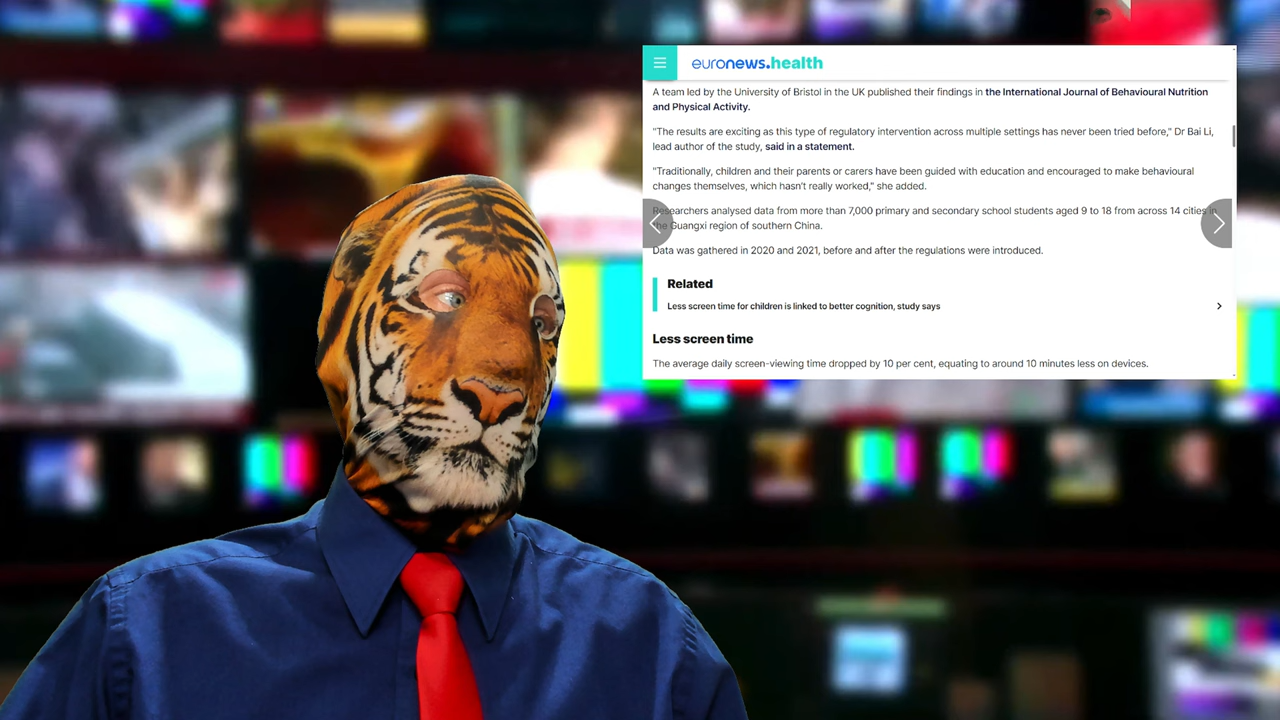 euronews.health
A team led by the University of Bristol in the UK published their findings in the International Journal of Behavioural Nutrition
and Physical Activity.
"The results are exciting as this type of regulatory intervention across multiple settings has never been tried before," Dr Bai Li,
lead author of the study, said in a statement.
"Traditionally, children and their parents or carers have been guided with education and encouraged to make behavioural
changes themselves, which hasn't really worked," she added.
Researchers analysed data from more than 7,000 primary and secondary school students aged 9 to 18 from across 14 cities in
the Guangxi region of southern China.
Data was gathered in 2020 and 2021, before and after the regulations were introduced.
Related
Less screen time for children is linked to better cognition, study says
Less screen time
The average daily screen-viewing time dropped by 10 per cent, equating to around 10 minutes less on devices.